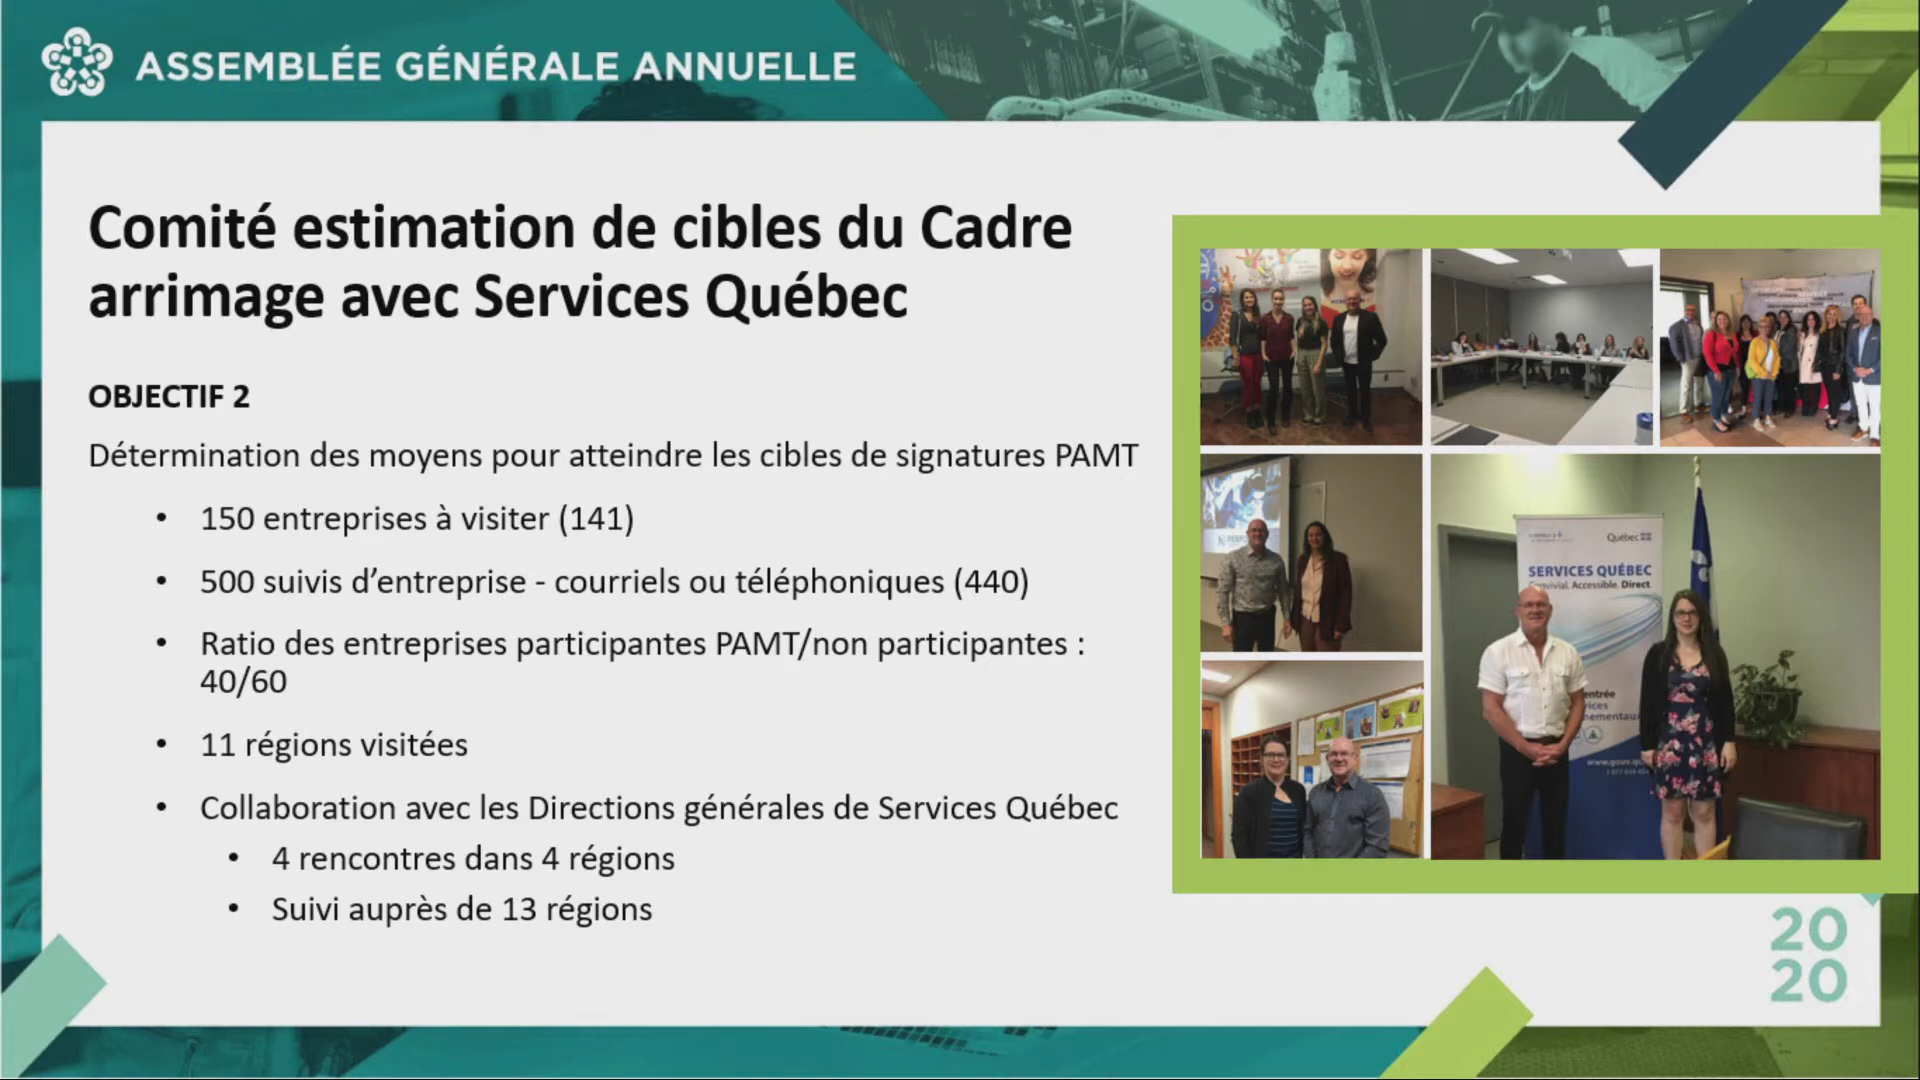 ASSEMBLÉE GÉNÉRALE ANNUELLE
Comité estimation de cibles du Cadre
arrimage avec Services Québec
OBJECTIF 2
Détermination des moyens pour atteindre les cibles de signatures PAMT
• 150 entreprises à visiter (141)
• 500 suivis d’entreprise - courriels ou téléphoniques (440)
• Ratio des entreprises participantes PAMT/non participantes :
40/60
• 11 régions visitées
• Collaboration avec les Directions générales de Services Québec
• 4 rencontres dans 4 régions
• Suivi auprès de 13 régions
Québec
SERVICES QUÉBEC
Convivial. Accessible. Direct.
20
20